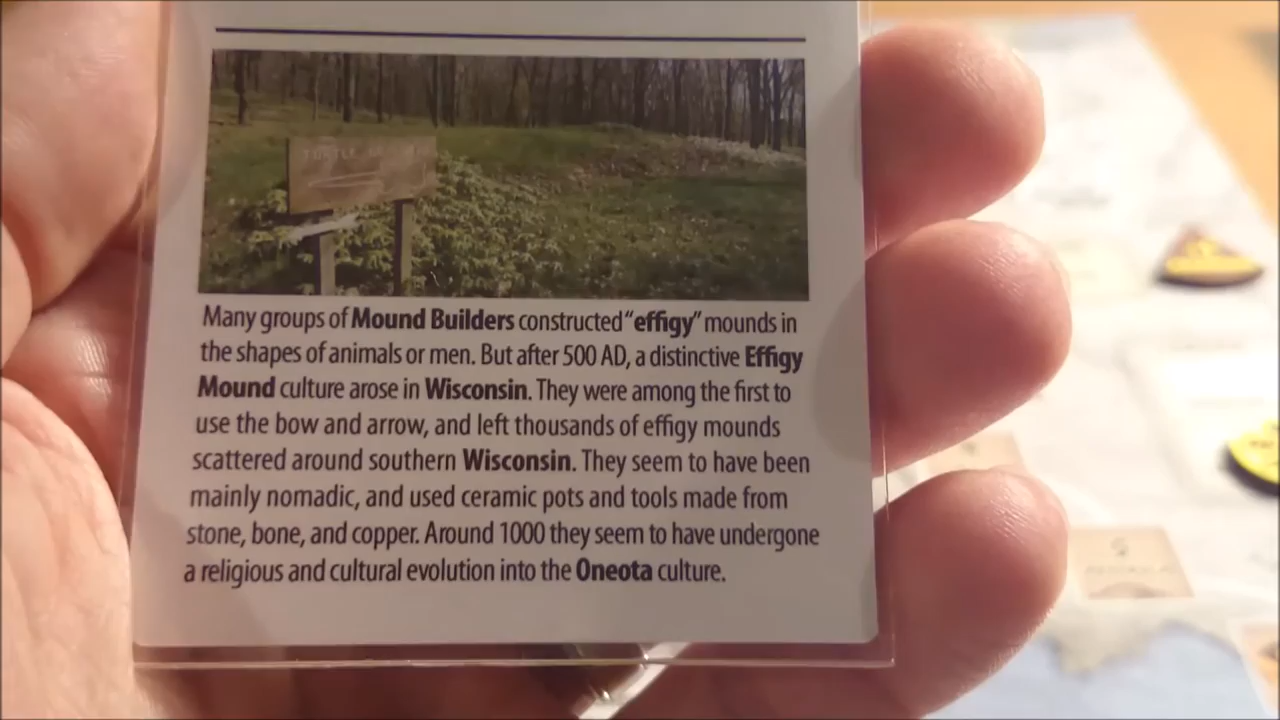 TURTLE
Many groups of Mound Builders constructed “effigy” mounds in
the shapes of animals or men. But after 500 AD, a distinctive Effigy
Mound culture arose in Wisconsin. They were among the first to
use the bow and arrow, and left thousands of effigy mounds
scattered around southern Wisconsin. They seem to have been
mainly nomadic, and used ceramic pots and tools made from
stone, bone, and copper. Around 1000 they seem to have undergone
a religious and cultural evolution into the Oneota culture.